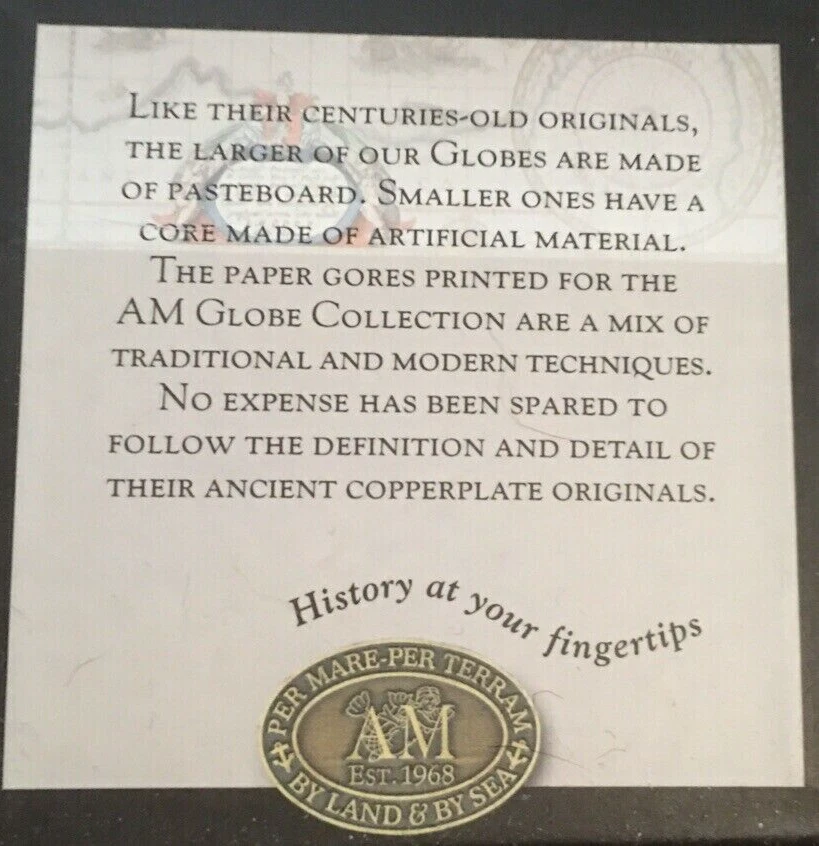 LIKE THEIR CENTURIES-OLD ORIGINALS,
THE LARGER OF OUR GLOBES ARE MADE
OF PASTEBOARD. SMALLER ONES HAVE A
CORE MADE OF ARTIFICIAL MATERIAL.
THE PAPER GORES PRINTED FOR THE
AM GLOBE COLLECTION ARE A MIX OF
TRADITIONAL AND MODERN TECHNIQUES.
NO EXPENSE HAS BEEN SPARED TO
FOLLOW THE DEFINITION AND DETAIL OF
THEIR ANCIENT COPPERPLATE ORIGINALS.
History at your fingertips
PER MARE-PER TERRAM
AM
EST. 1968
BY LAND & BY SEA